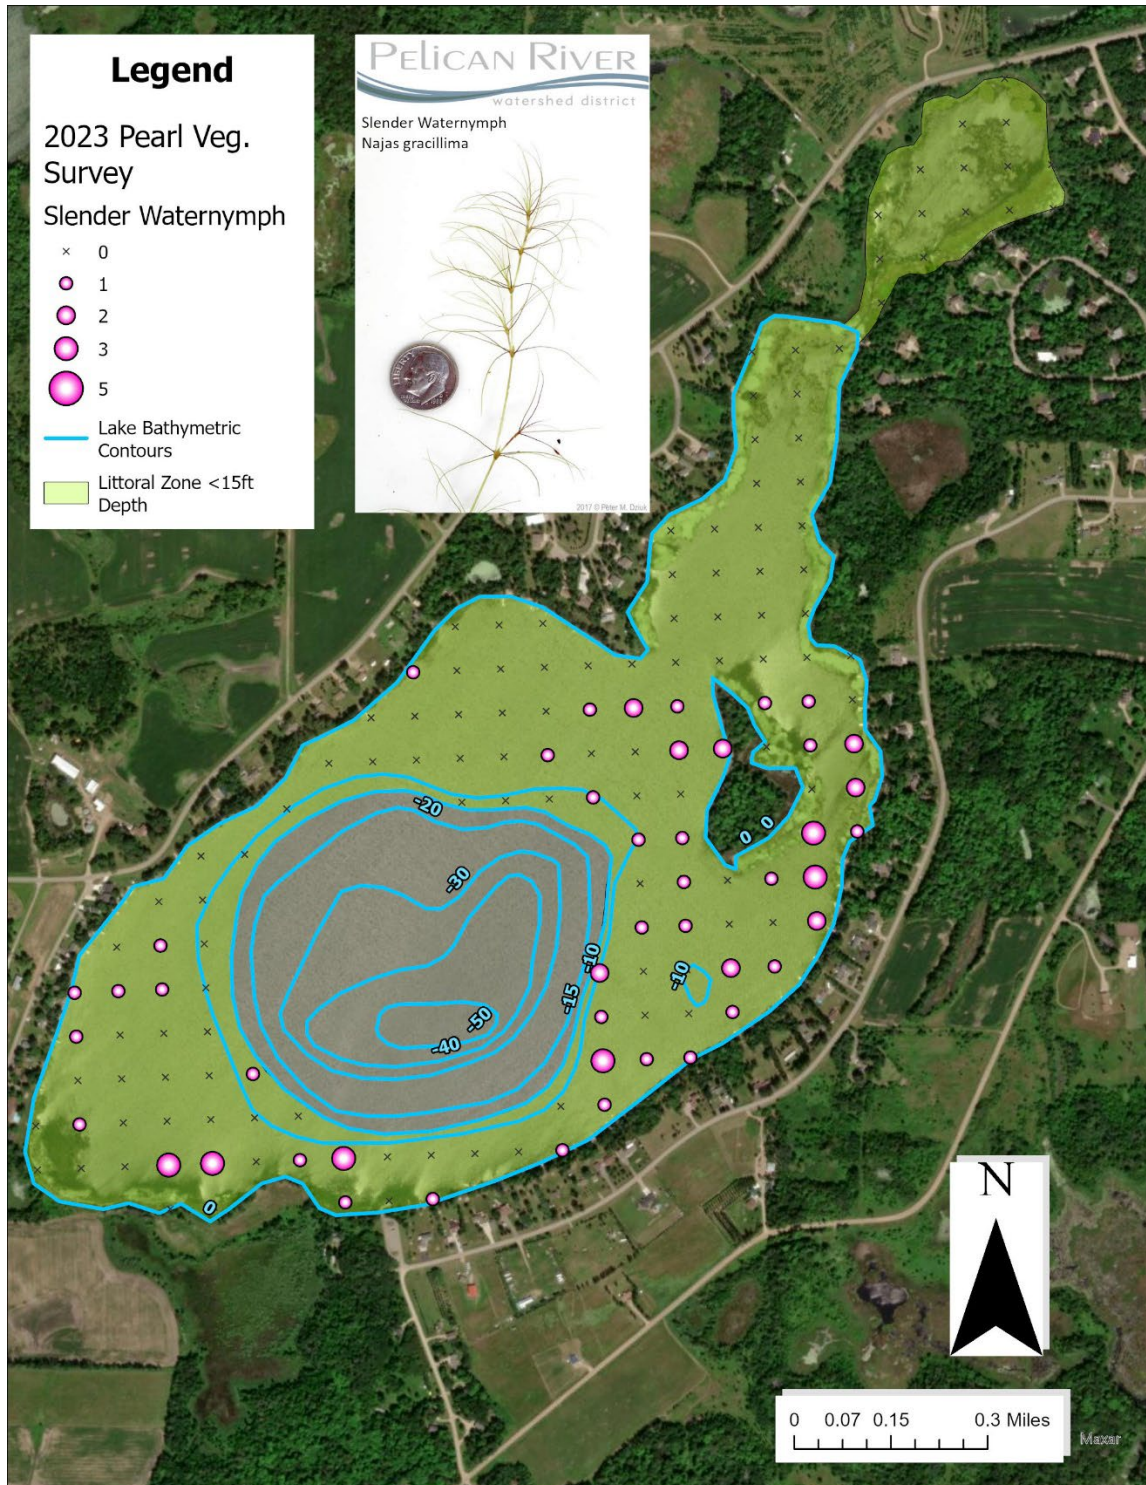 Legend
2023 Pearl Veg.
Survey
Slender Waternymph
0
1
2
3
5
Lake Bathymetric
Contours
Littoral Zone <15ft
Depth
PELICAN RIVER
watershed district
Slender Waternymph
Najas gracillima
LIBERTY
2017 © Peter M. Dziuk
-20
-30
0
0
-10
-10
-15
-50
-40
0
N
0 0.07 0.15 0.3 Miles
Maxar